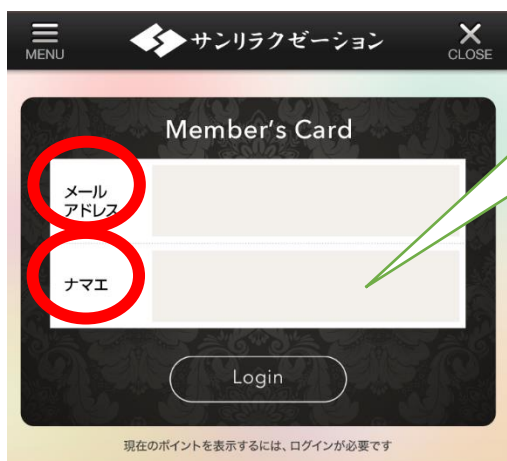 MENU
サンリラクゼーション
CLOSE
Member's Card
メール
アドレス
ナマエ
Login
現在のポイントを表示するには、ログインが必要です